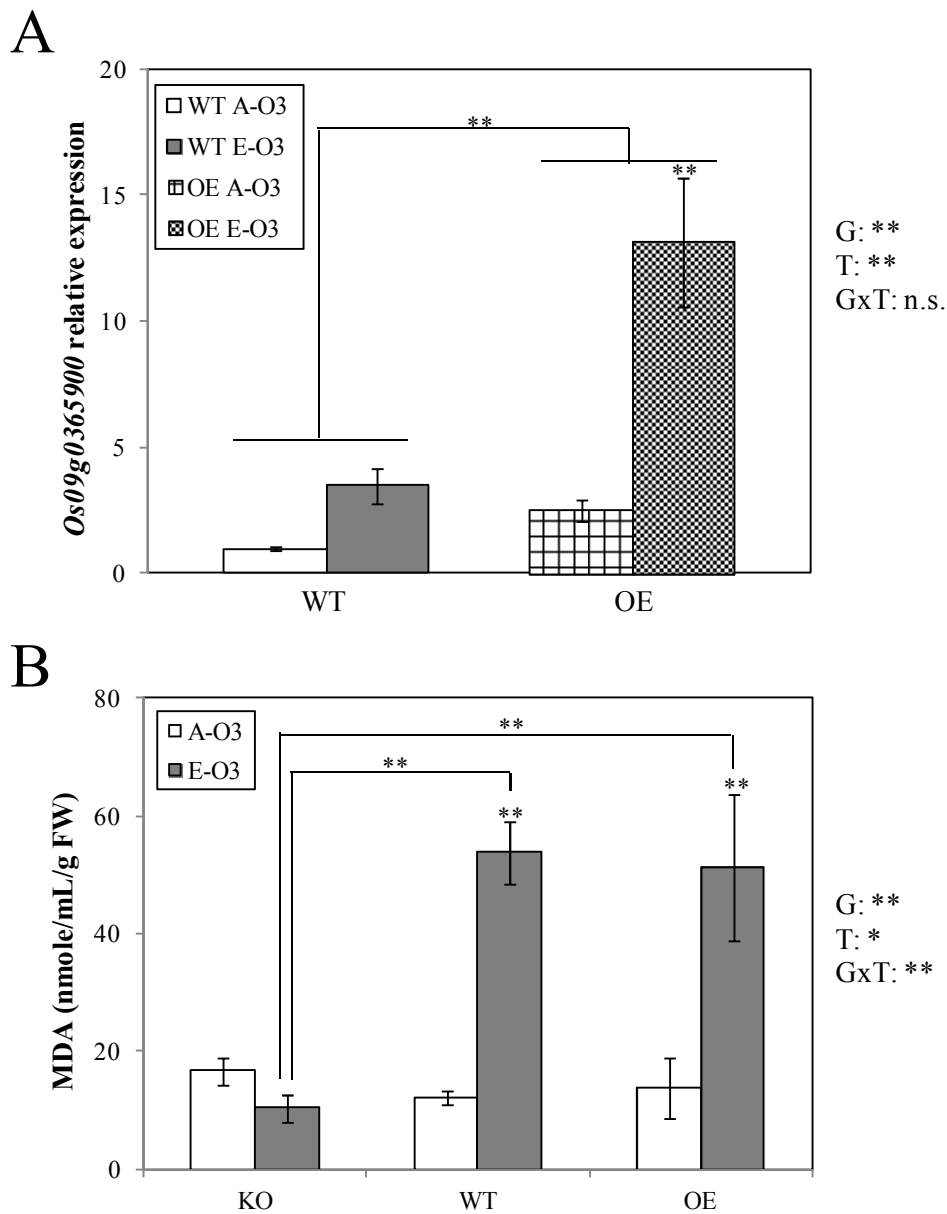 A
Os09g0365900 relative expression
20
15
10
5
0
WT A-O3
WT E-O3
OE A-O3
OE E-O3
**
**
WT
OE
G: **
T: **
GxT: n.s.
B
MDA (nmole/mL/g FW)
80
60
40
20
0
A-O3
E-O3
**
**
**
**
KO
WT
OE
G: **
T: *
GxT: **